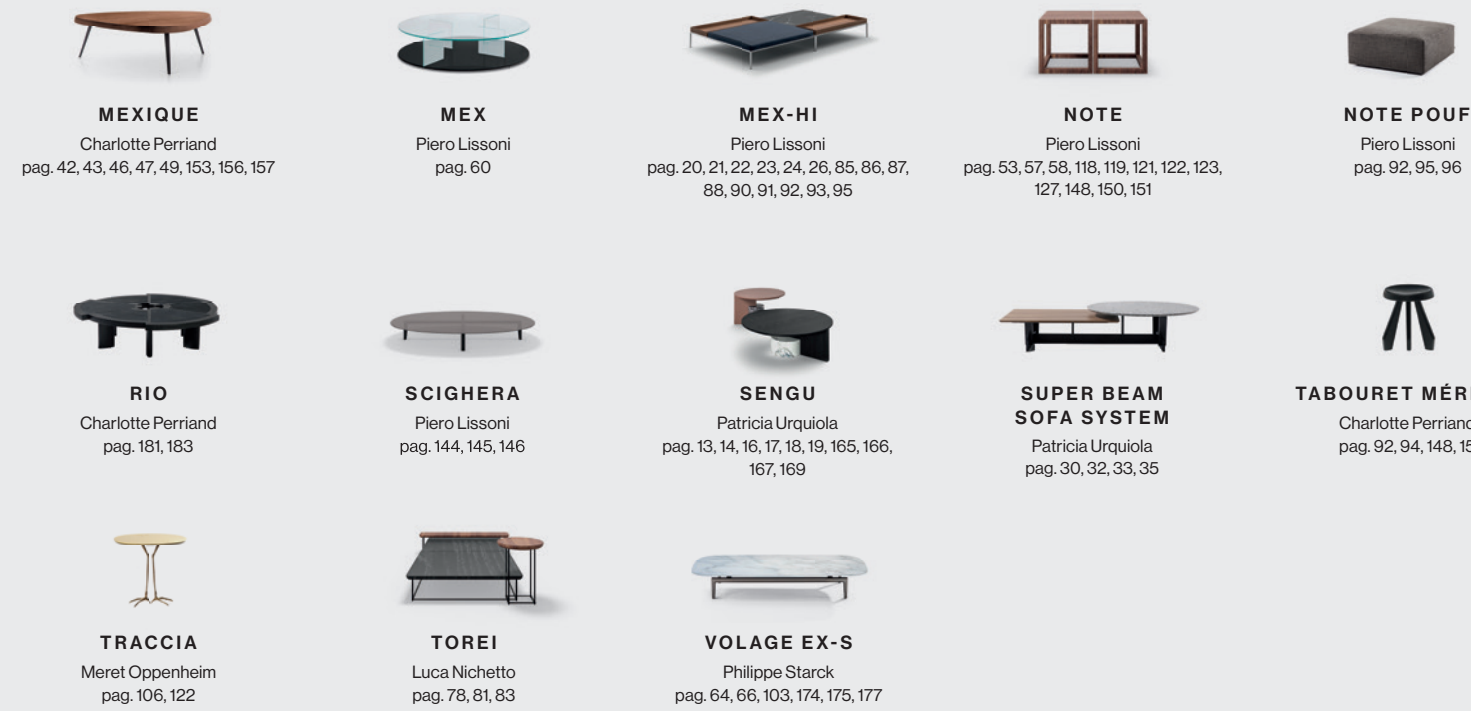 MEXIQUE
Charlotte Perriand
pag. 42, 43, 46, 47, 49, 153, 156, 157
MEX
Piero Lissoni
pag. 60
MEX-HI
Piero Lissoni
pag. 20, 21, 22, 23, 24, 26, 85, 86, 87,
88, 90, 91, 92, 93, 95
NOTE
Piero Lissoni
pag. 53, 57, 58, 118, 119, 121, 122, 123,
127, 148, 150, 151
NOTE POUF
Piero Lissoni
pag. 92, 95, 96
RIO
Charlotte Perriand
pag. 181, 183
SCIGHERA
Piero Lissoni
pag. 144, 145, 146
SENGU
Patricia Urquiola
pag. 13, 14, 16, 17, 18, 19, 165, 166,
167, 169
SUPER BEAM
SOFA SYSTEM
Patricia Urquiola
pag. 30, 32, 33, 35
TABOURET
Charlotte Perriand
pag. 92, 94, 148,
TRACCIA
Meret Oppenheim
pag. 106, 122
TOREI
Luca Nichetto
pag. 78, 81, 83
VOLAGE EX-S
Philippe Starck
pag. 64, 66, 103, 174, 175, 177